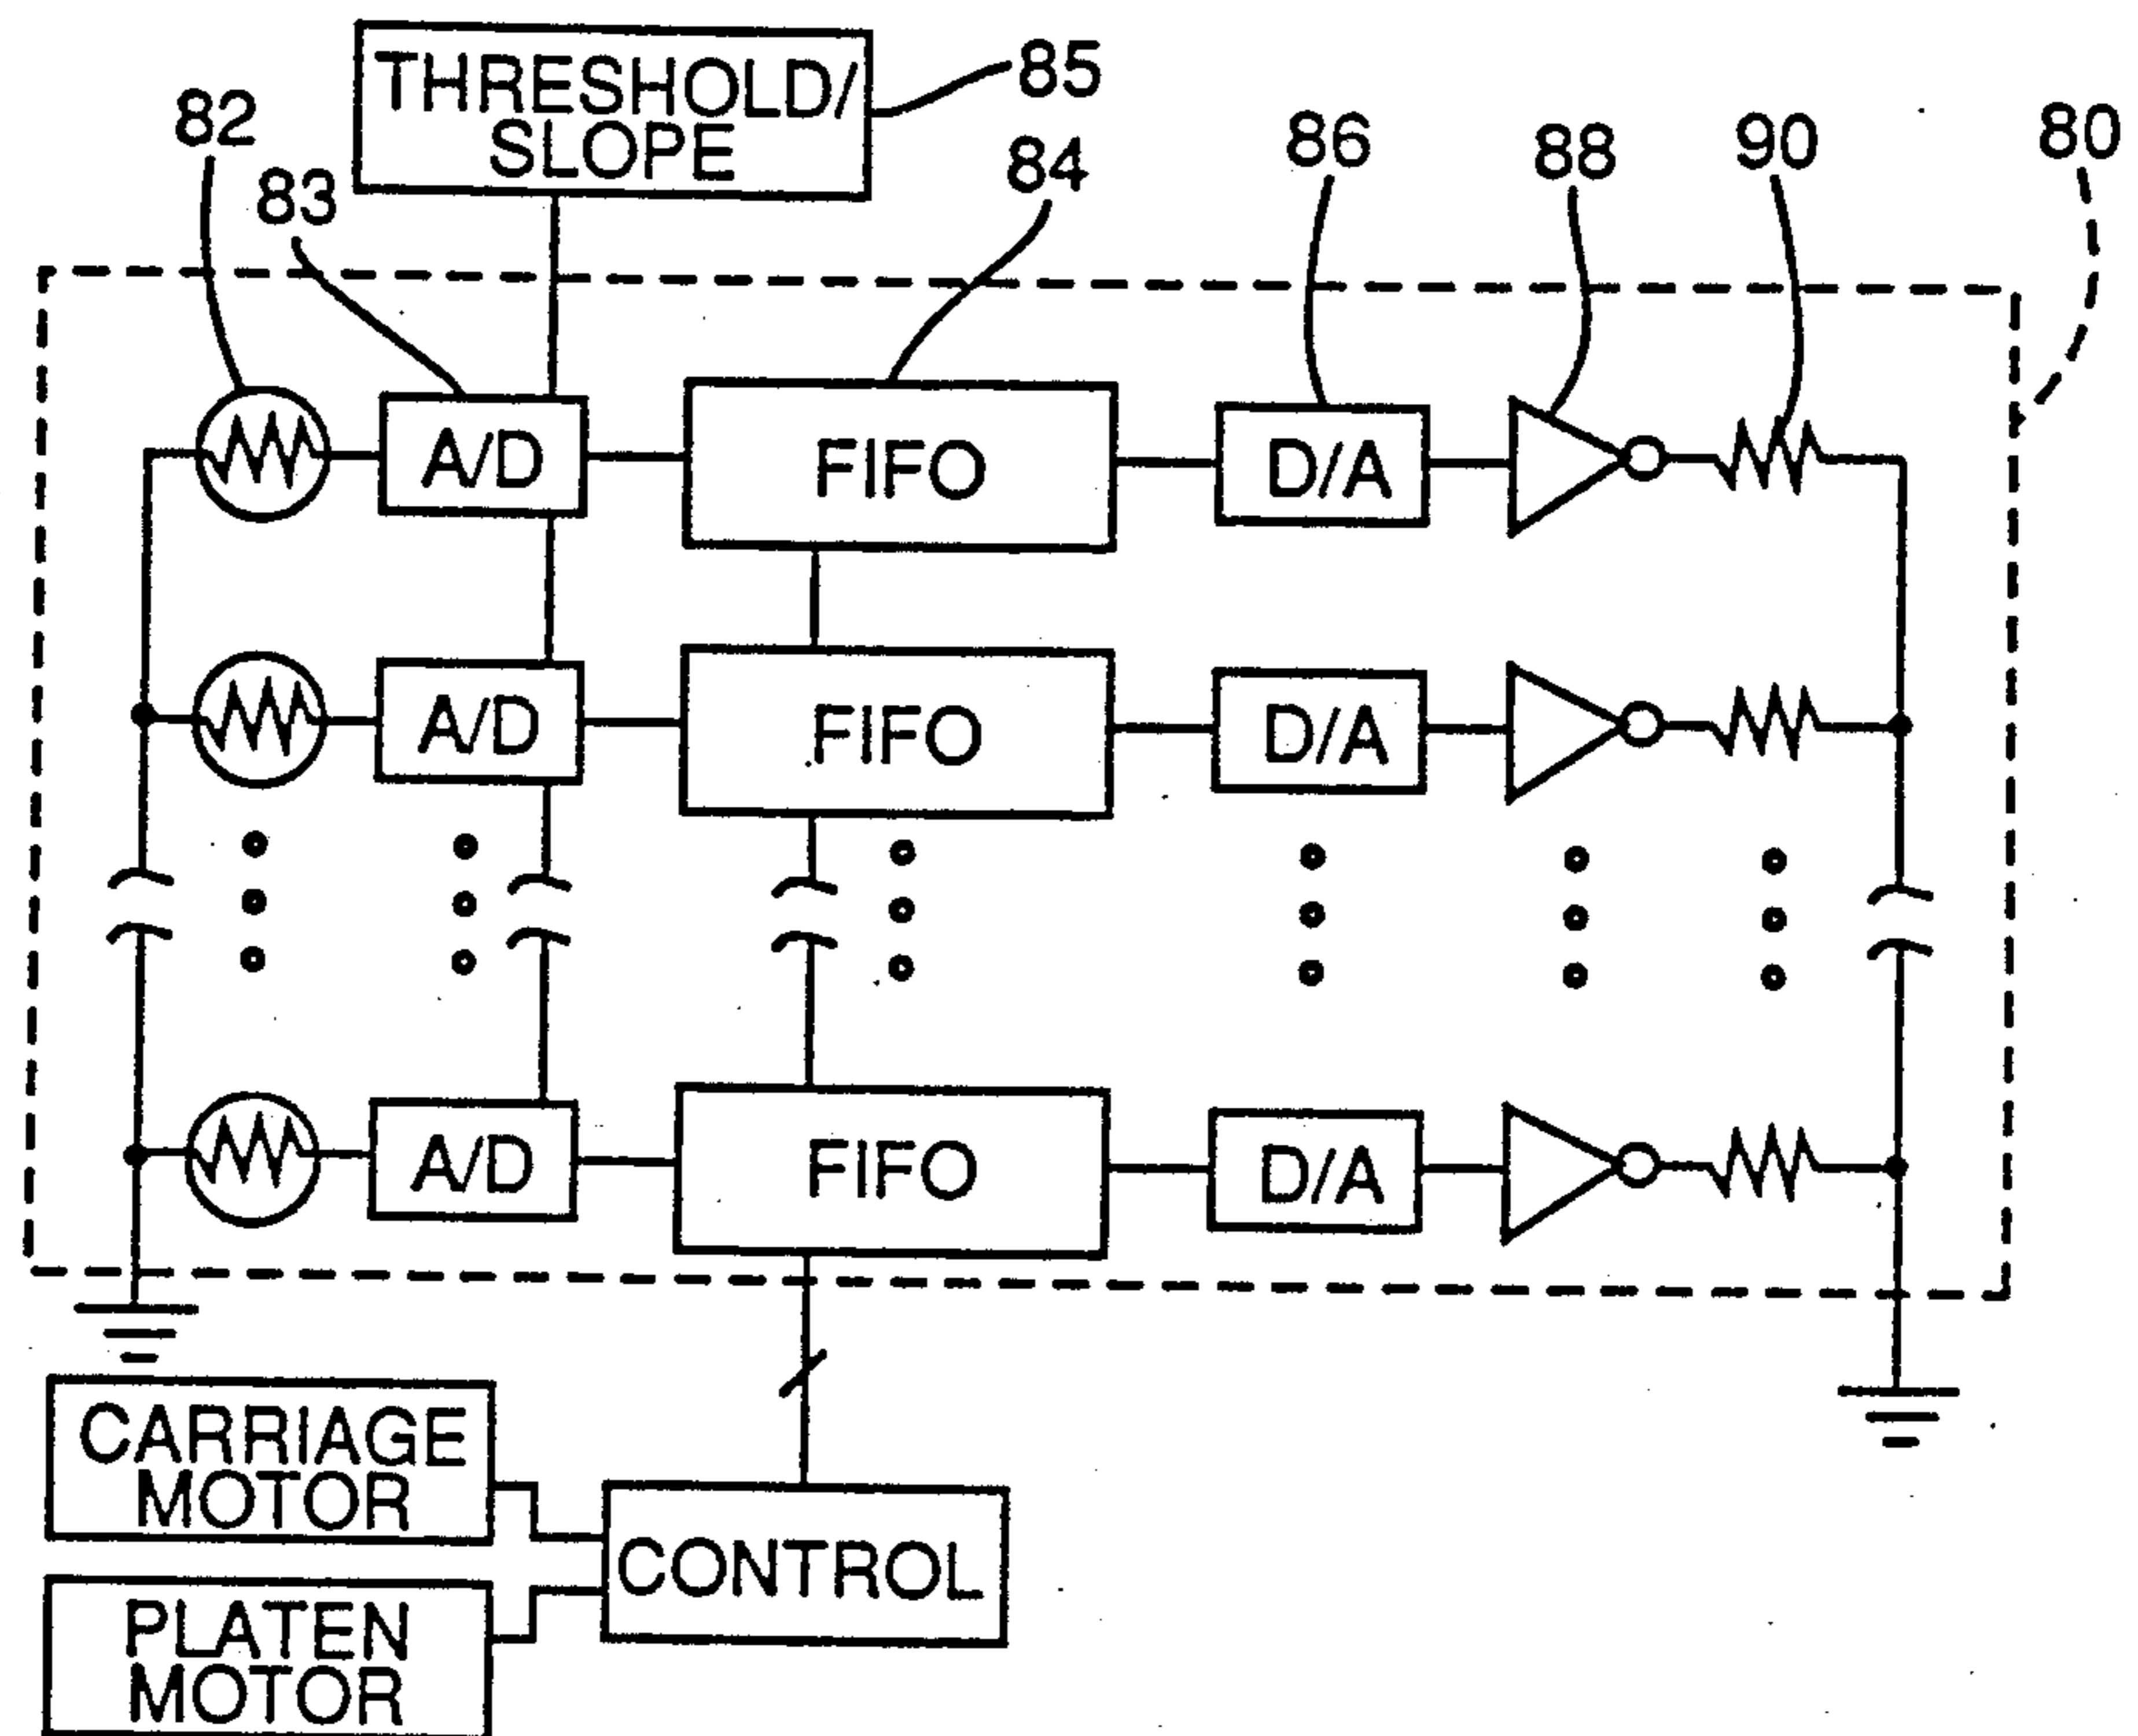 THRESHOLD/
SLOPE
85
82
83
84
86
88
90
80
A/D
FIFO
D/A
A/D
FIFO
D/A
A/D
FIFO
D/A
CARRIAGE
MOTOR
CONTROL
PLATEN
MOTOR